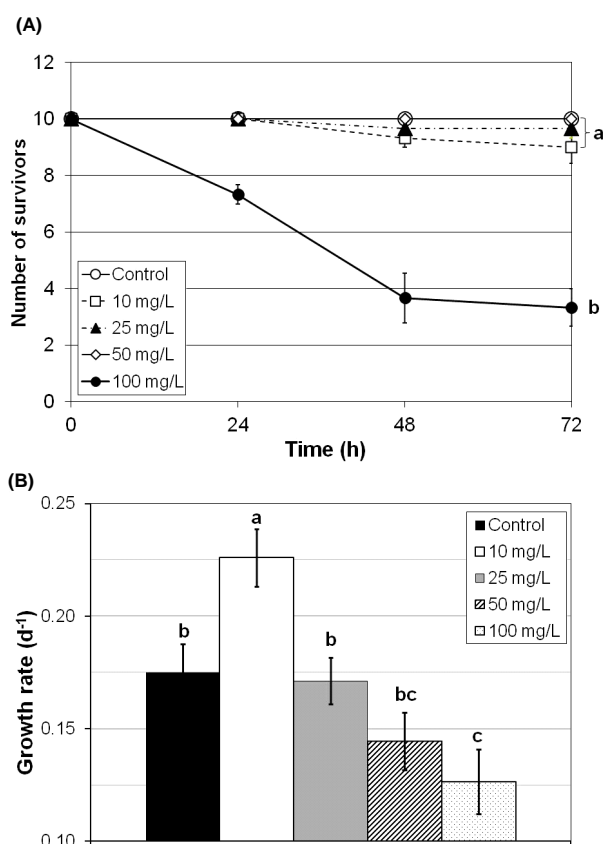 (A)
12
10
8
6
4
2
0
Number of survivors
Control
10 mg/L
25 mg/L
50 mg/L
100 mg/L
a
b
0 24 48 72
Time (h)
(B)
0.25
0.20
0.15
0.10
Growth rate (d-1)
b
a
b
bc
c
Control
10 mg/L
25 mg/L
50 mg/L
100 mg/L